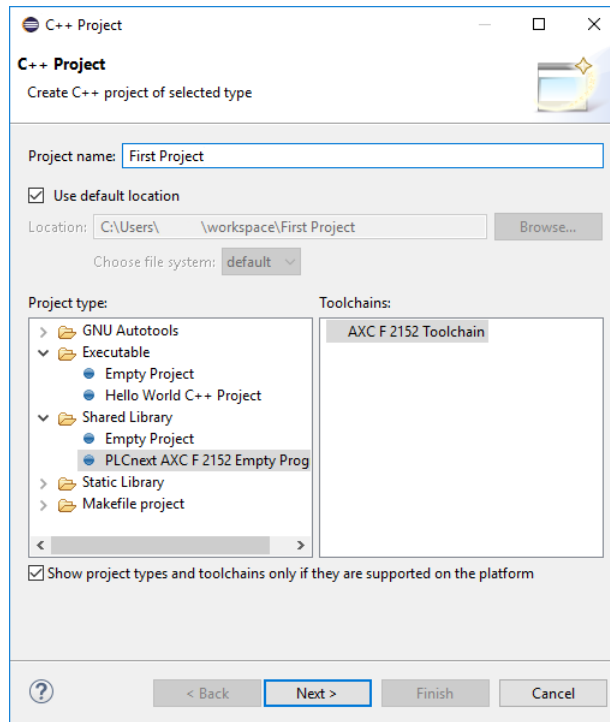 C++ Project
C++ Project
Create C++ project of selected type
Project name: First Project
Use default location
Location: C:\Users\ \workspace\First Project Browse...
Choose file system: default
Project type: Toolchains:
GNU Autotools AXC F 2152 Toolchain
Executable
Empty Project
Hello World C++ Project
Shared Library
Empty Project
PLCnext AXC F 2152 Empty Prog
Static Library
Makefile project
Show project types and toolchains only if they are supported on the platform
? < Back Next > Finish Cancel